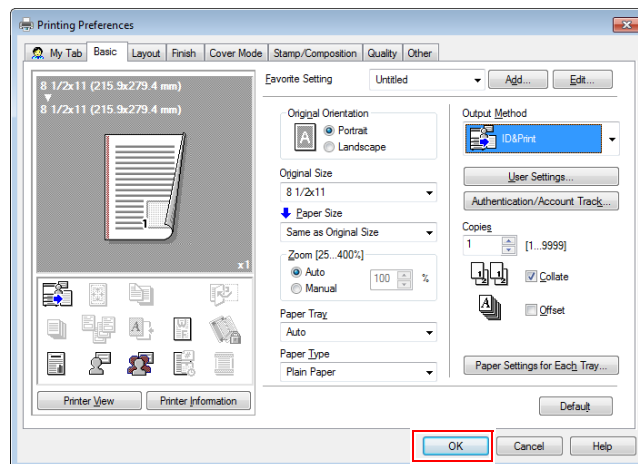 Printing Preferences
My Tab Basic Layout Finish Cover Mode Stamp/Composition Quality Other
8 1/2x11 (215.9x279.4 mm)
8 1/2x11 (215.9x279.4 mm)
1
x1
Printer View Printer Information
Favorite Setting Untitled Add... Edit...
Original Orientation
A Portrait
Landscape
Original Size
8 1/2x11
Paper Size
Same as Original Size
Zoom [25...400%]
Auto
Manual
100 %
Paper Tray
Auto
Paper Type
Plain Paper
Output Method
ID&Print
User Settings...
Authentication/Account Track...
Copies
1 [1...9999]
Collate
Offset
Paper Settings for Each Tray...
Default
OK Cancel Help